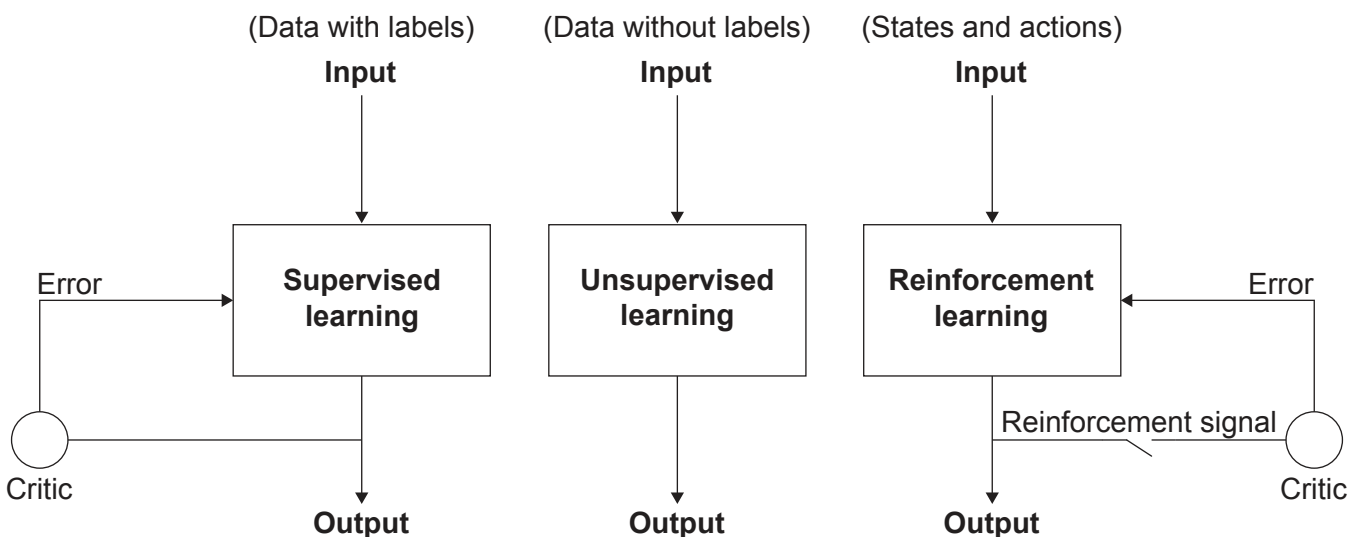 (Data with labels)
(Data without labels)
(States and actions)
Input
Input
Input
Supervised
learning
Unsupervised
learning
Reinforcement
learning
Error
Error
Reinforcement signal
Critic
Critic
Output
Output
Output